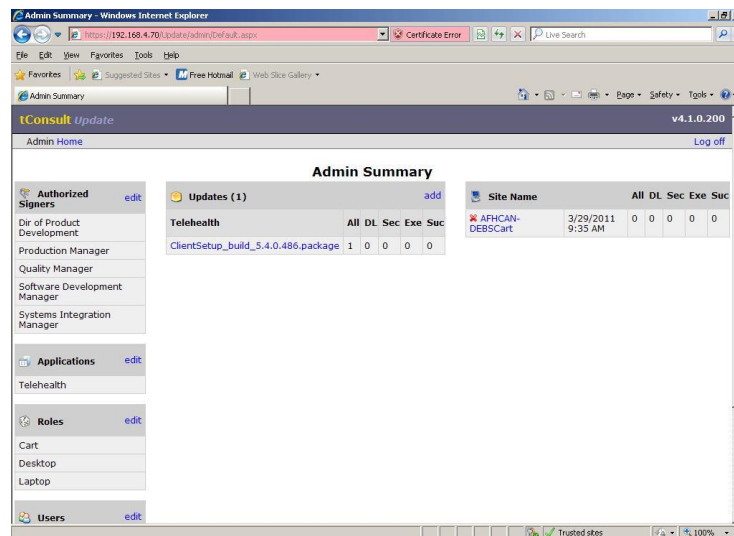 Admin Summary - Windows Internet Explorer
https://192.168.4.70/Update/admin/Default.aspx Certificate Error Live Search
File Edit View Favorites Tools Help
Favorites Suggested Sites Free Hotmail Web Slice Gallery
Admin Summary Page Safety Tools
tConsult Update v4.1.0.200
Admin Home Log off
Admin Summary
Authorized Signers edit
Dir of Product Development
Production Manager
Quality Manager
Software Development Manager
Systems Integration Manager
Applications edit
Telehealth
Roles edit
Cart
Desktop
Laptop
Users edit
Updates (1) add
Telehealth All DL Sec Exe Suc
ClientSetup_build_5.4.0.486.package 1 0 0 0 0
Site Name All DL Sec Exe Suc
AFHCAN-DEBSCart 3/29/2011 9:35 AM 0 0 0 0 0
Trusted sites 100%